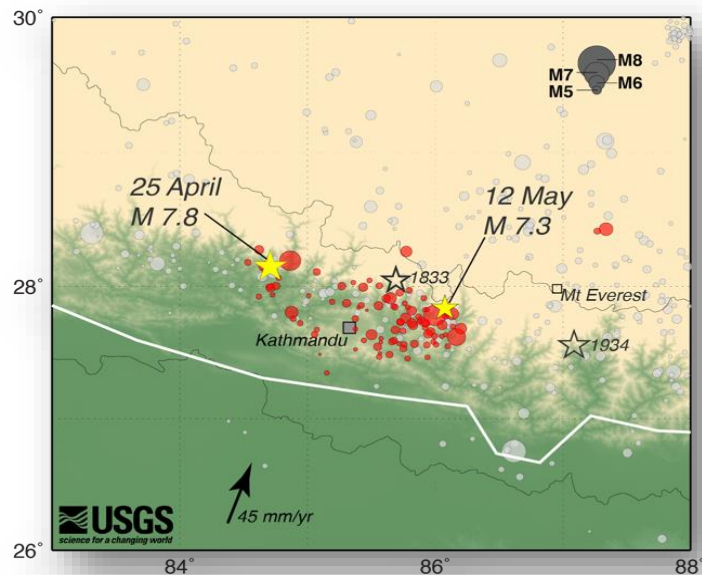 30˚
M8
M7
M6
M5
25 April
M 7.8
12 May
M 7.3
1833
28˚
Mt Everest
Kathmandu
1934
45 mm/yr
USGS
science for a changing world
26˚
84˚
86˚
88˚